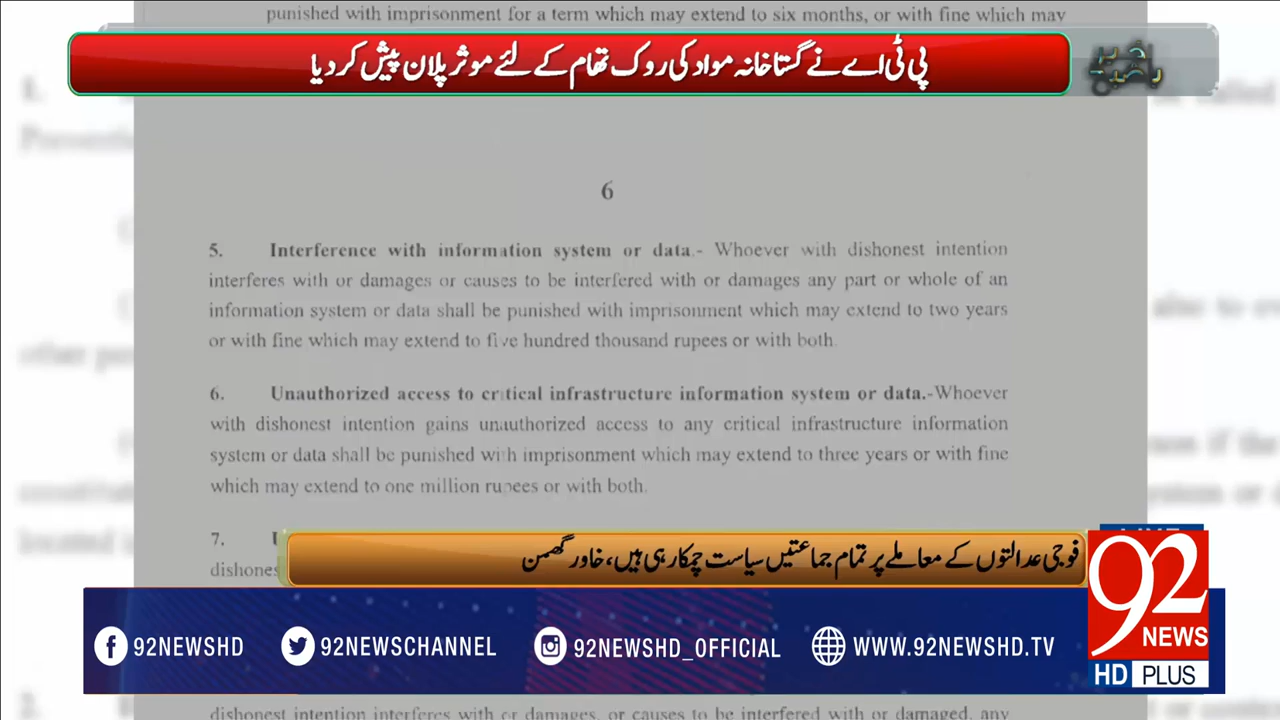 punished with imprisonment for a term which may extend to six months, or with fine which may
پی ٹی اے نے گستاخانہ مواد کی روک تھام کے لئے موثر پلان پیش کر دیا
6
5. Interference with information system or data.- Whoever with dishonest intention
interferes with or damages or causes to be interfered with or damages any part or whole of an
information system or data shall be punished with imprisonment which may extend to two years
or with fine which may extend to five hundred thousand rupees or with both.
6. Unauthorized access to critical infrastructure information system or data.-Whoever
with dishonest intention gains unauthorized access to any critical infrastructure information
system or data shall be punished with imprisonment which may extend to three years or with fine
which may extend to one million rupees or with both.
7.
فوجی عدالتوں کے معاملے پر تمام جماعتیں سیاست چمکا رہی ہیں، خاور گھمن
92 NEWS
HD PLUS
92NEWSHD 92NEWSCHANNEL 92NEWSHD_OFFICIAL WWW.92NEWSHD.TV
dishonest intention interferes with or damages, or causes to be interfered with or damaged, any